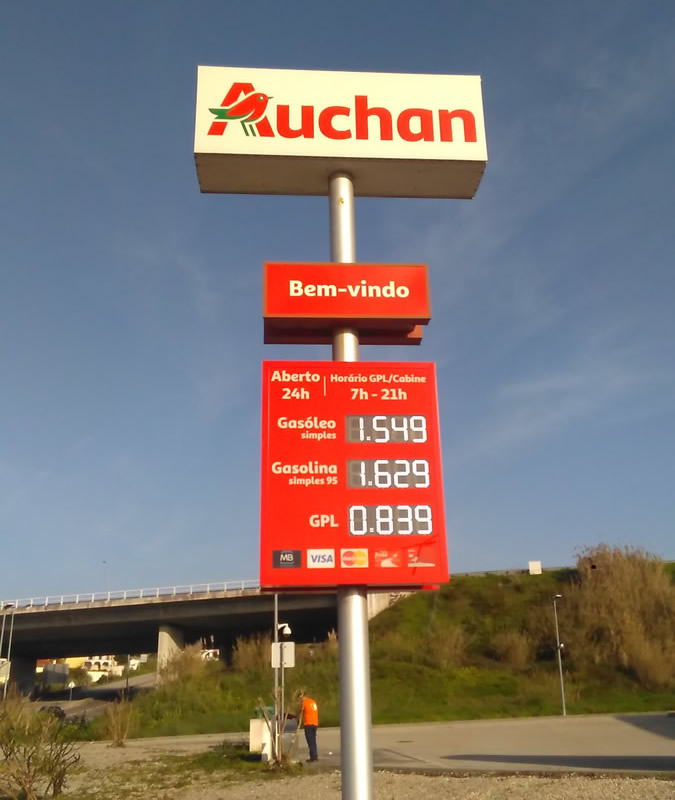 Auchan
Bem-vindo
Aberto | Horário GPL/Cabine
24h | 7h - 21h
Gasóleo 1.549
simples
Gasolina 1.629
simples 95
GPL 0.839
MB VISA